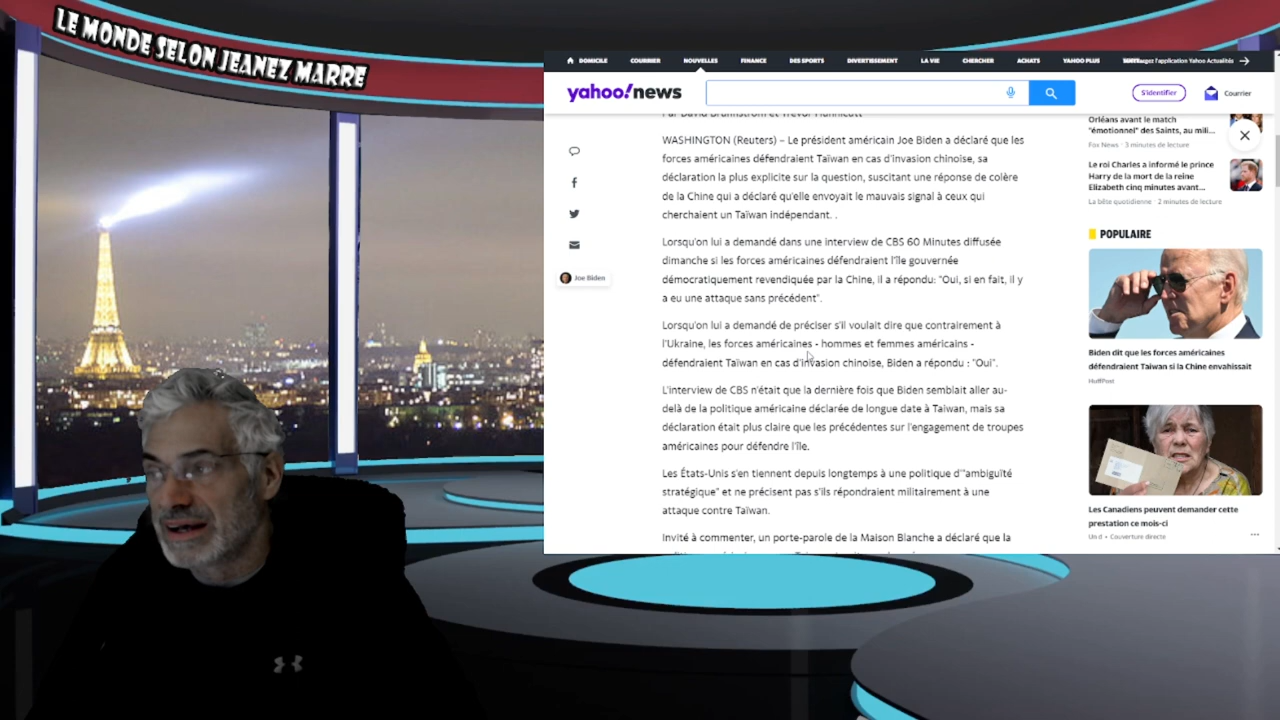 LE MONDE SELON JEANEZ MARRE
DOMICILE COURRIER NOUVELLES FINANCE DES SPORTS DIVERTISSEMENT LA VIE CHERCHER ACHATS YAHOO PLUS l'application Yahoo Actualités
yahoo!news
S'identifier
Courrier
Par David Brunnstrom et Trevor Hunnicutt
WASHINGTON (Reuters) – Le président américain Joe Biden a déclaré que les
forces américaines défendraient Taïwan en cas d'invasion chinoise, sa
déclaration la plus explicite sur la question, suscitant une réponse de colère
de la Chine qui a déclaré qu'elle envoyait le mauvais signal à ceux qui
cherchaient un Taïwan indépendant. .
Lorsqu'on lui a demandé dans une interview de CBS 60 Minutes diffusée
dimanche si les forces américaines défendraient l'île gouvernée
démocratiquement revendiquée par la Chine, il a répondu: "Oui, si en fait, il y
a eu une attaque sans précédent".
Lorsqu'on lui a demandé de préciser s'il voulait dire que contrairement à
l'Ukraine, les forces américaines - hommes et femmes américains -
défendraient Taïwan en cas d'invasion chinoise, Biden a répondu : "Oui".
L'interview de CBS n'était que la dernière fois que Biden semblait aller au-
delà de la politique américaine déclarée de longue date à Taïwan, mais sa
déclaration était plus claire que les précédentes sur l'engagement de troupes
américaines pour défendre l'île.
Les États-Unis s'en tiennent depuis longtemps à une politique d'"ambiguïté
stratégique" et ne précisent pas s'ils répondraient militairement à une
attaque contre Taïwan.
Invité à commenter, un porte-parole de la Maison Blanche a déclaré que la
Joe Biden
Orléans avant le match
"émotionnel" des Saints, au mili...
Fox News · 3 minutes de lecture
Le roi Charles a informé le prince
Harry de la mort de la reine
Elizabeth cinq minutes avant...
La bête quotidienne · 2 minutes de lecture
POPULAIRE
Biden dit que les forces américaines
défendraient Taiwan si la Chine envahissait
HuffPost
Les Canadiens peuvent demander cette
prestation ce mois-ci
Un d • Couverture directe